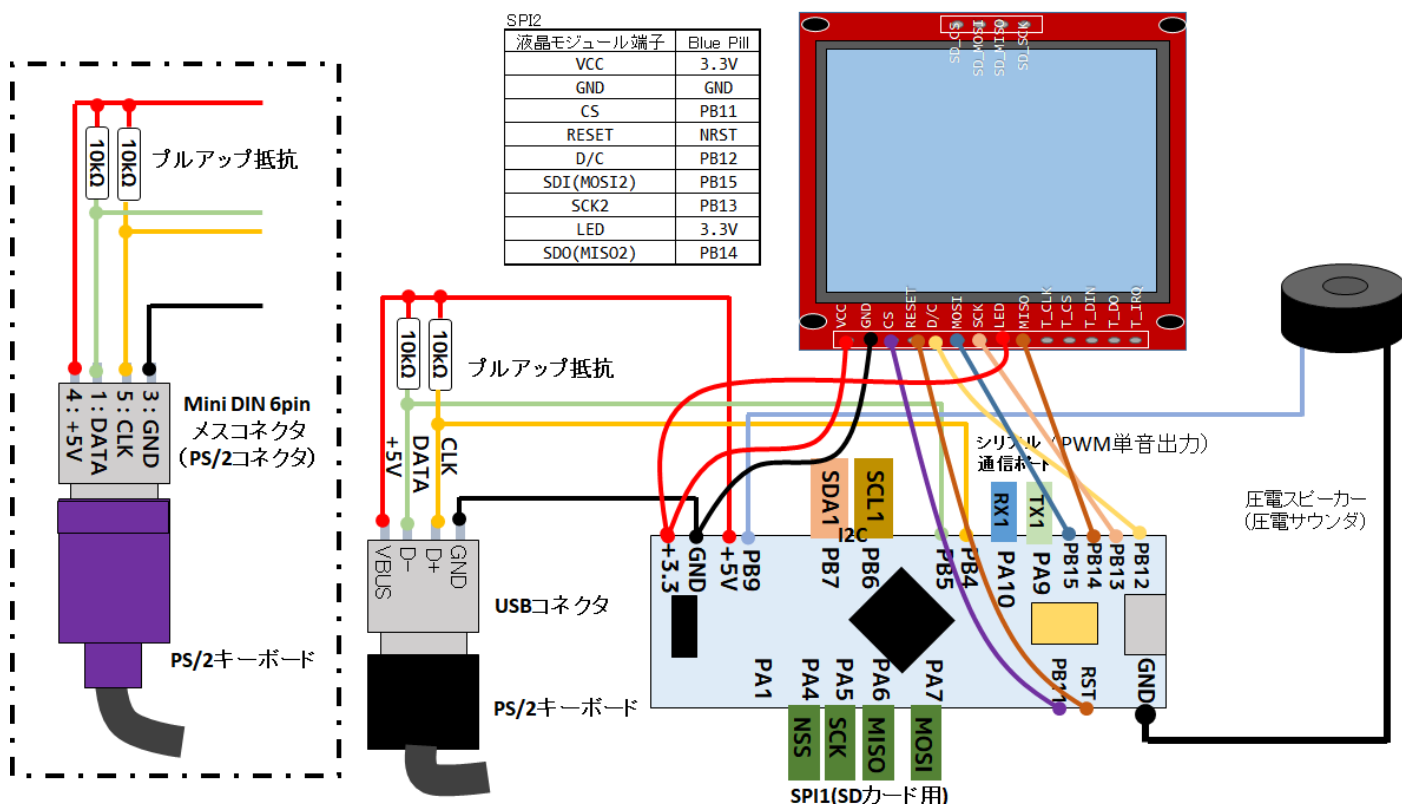 SPI2
液晶モジュール端子 Blue Pill
VCC 3.3V
GND GND
CS PB11
RESET NRST
D/C PB12
SDI(MOSI2) PB15
SCK2 PB13
LED 3.3V
SDO(MISO2) PB14
SD_CS
SD_MOSI
SD_MISO
SD_SCK
VCC
GND
CS
RESET
D/C
MOSI
SCK
LED
MISO
T_CLK
T_CS
T_DIN
T_DO
T_IRQ
10kΩ
10kΩ
プルアップ抵抗
4:+5V
1:DATA
5:CLK
3:GND
Mini DIN 6pin
メスコネクタ
(PS/2コネクタ)
PS/2キーボード
10kΩ
10kΩ
プルアップ抵抗
+5V
DATA
CLK
VBUS
D-
D+
GND
USBコネクタ
PS/2キーボード
シリアル
通信ポート
(PWM単音出力)
圧電スピーカー
(圧電サウンダ)
SDA1
SCL1
I2C
RX1
TX1
+3.3
GND
+5V
PB9
PB7
PB6
PB5
PB4
PA10
PA9
PB15
PB14
PB13
PB12
PA1
PA4
PA5
PA6
PA7
PB11
RST
GND
NSS
SCK
MISO
MOSI
SPI1(SDカード用)